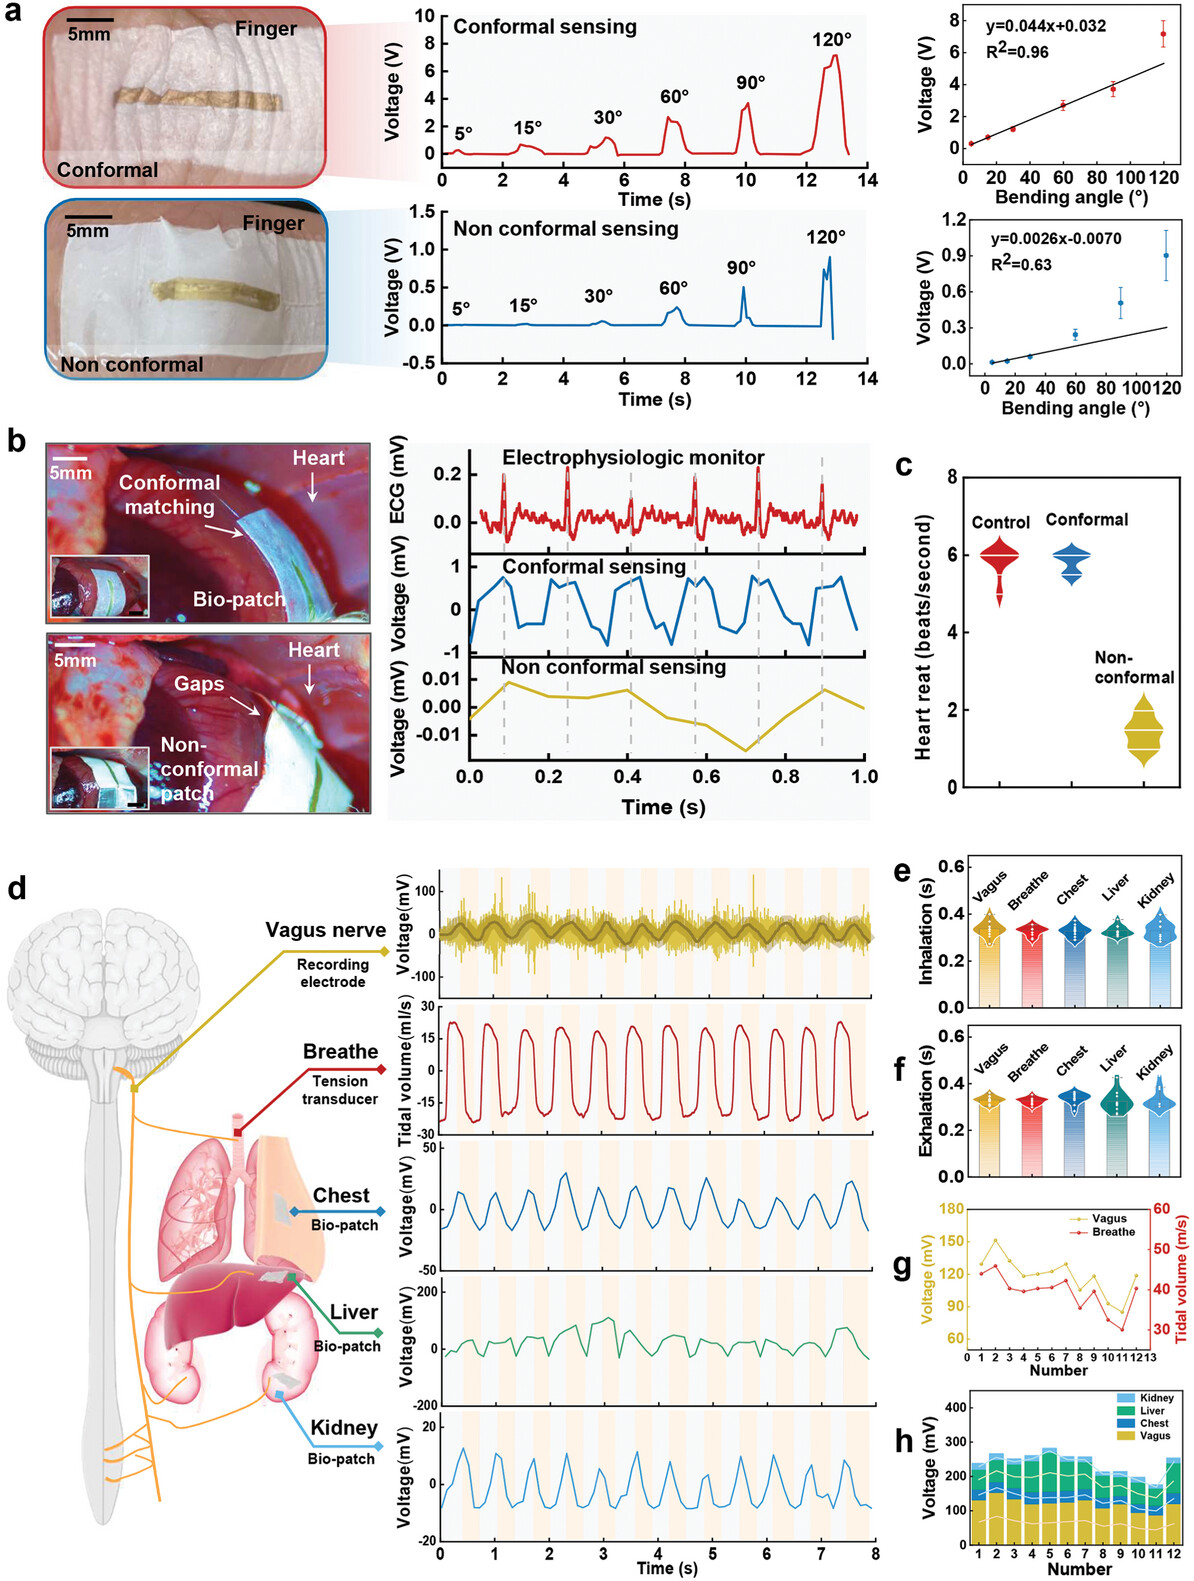 a
5mm
Finger
Conformal
5mm
Finger
Non conformal
Conformal sensing
Voltage (V)
10
8
6
4
2
0
5°
15°
30°
60°
90°
120°
0 2 4 6 8 10 12 14
Time (s)
Non conformal sensing
Voltage (V)
1.5
1.0
0.5
0.0
-0.5
5°
15°
30°
60°
90°
120°
0 2 4 6 8 10 12 14
Time (s)
y=0.044x+0.032
R²=0.96
Voltage (V)
8
4
2
0
0 20 40 60 80 100 120
Bending angle (°)
y=0.0026x-0.0070
R²=0.63
Voltage (V)
1.2
0.9
0.6
0.3
0.0
0 20 40 60 80 100 120
Bending angle (°)
b
5mm
Heart
Conformal
matching
Bio-patch
5mm
Heart
Gaps
Non-
conformal
patch
Electrophysiologic monitor
ECG (mV)
0.2
0.0
Conformal sensing
Voltage (mV)
1
0
-1
Non conformal sensing
Voltage (mV)
0.01
0.00
-0.01
0.0 0.2 0.4 0.6 0.8 1.0
Time (s)
c
Heart reat (beats/second)
8
6
4
2
0
Control
Conformal
Non-
conformal
d
Vagus nerve
Recording
electrode
Breathe
Tension
transducer
Chest
Bio-patch
Liver
Bio-patch
Kidney
Bio-patch
Voltage(mV)
100
0
-100
Tidal volume(ml/s)
30
15
0
-15
-30
Voltage(mV)
50
0
-50
Voltage(mV)
200
0
-200
Voltage(mV)
20
0
-20
0 1 2 3 4 5 6 7 8
Time (s)
e
Inhalation (s)
0.6
0.4
0.2
0.0
Vagus
Breathe
Chest
Liver
Kidney
f
Exhalation (s)
0.6
0.4
0.2
0.0
Vagus
Breathe
Chest
Liver
Kidney
g
Voltage (mV)
180
150
120
90
60
Vagus
Breathe
60
50
40
30
Tidal volume (m/s)
0 1 2 3 4 5 6 7 8 9 10 11 12 13
Number
h
Voltage (mV)
400
300
200
100
0
Kidney
Liver
Chest
Vagus
1 2 3 4 5 6 7 8 9 10 11 12
Number